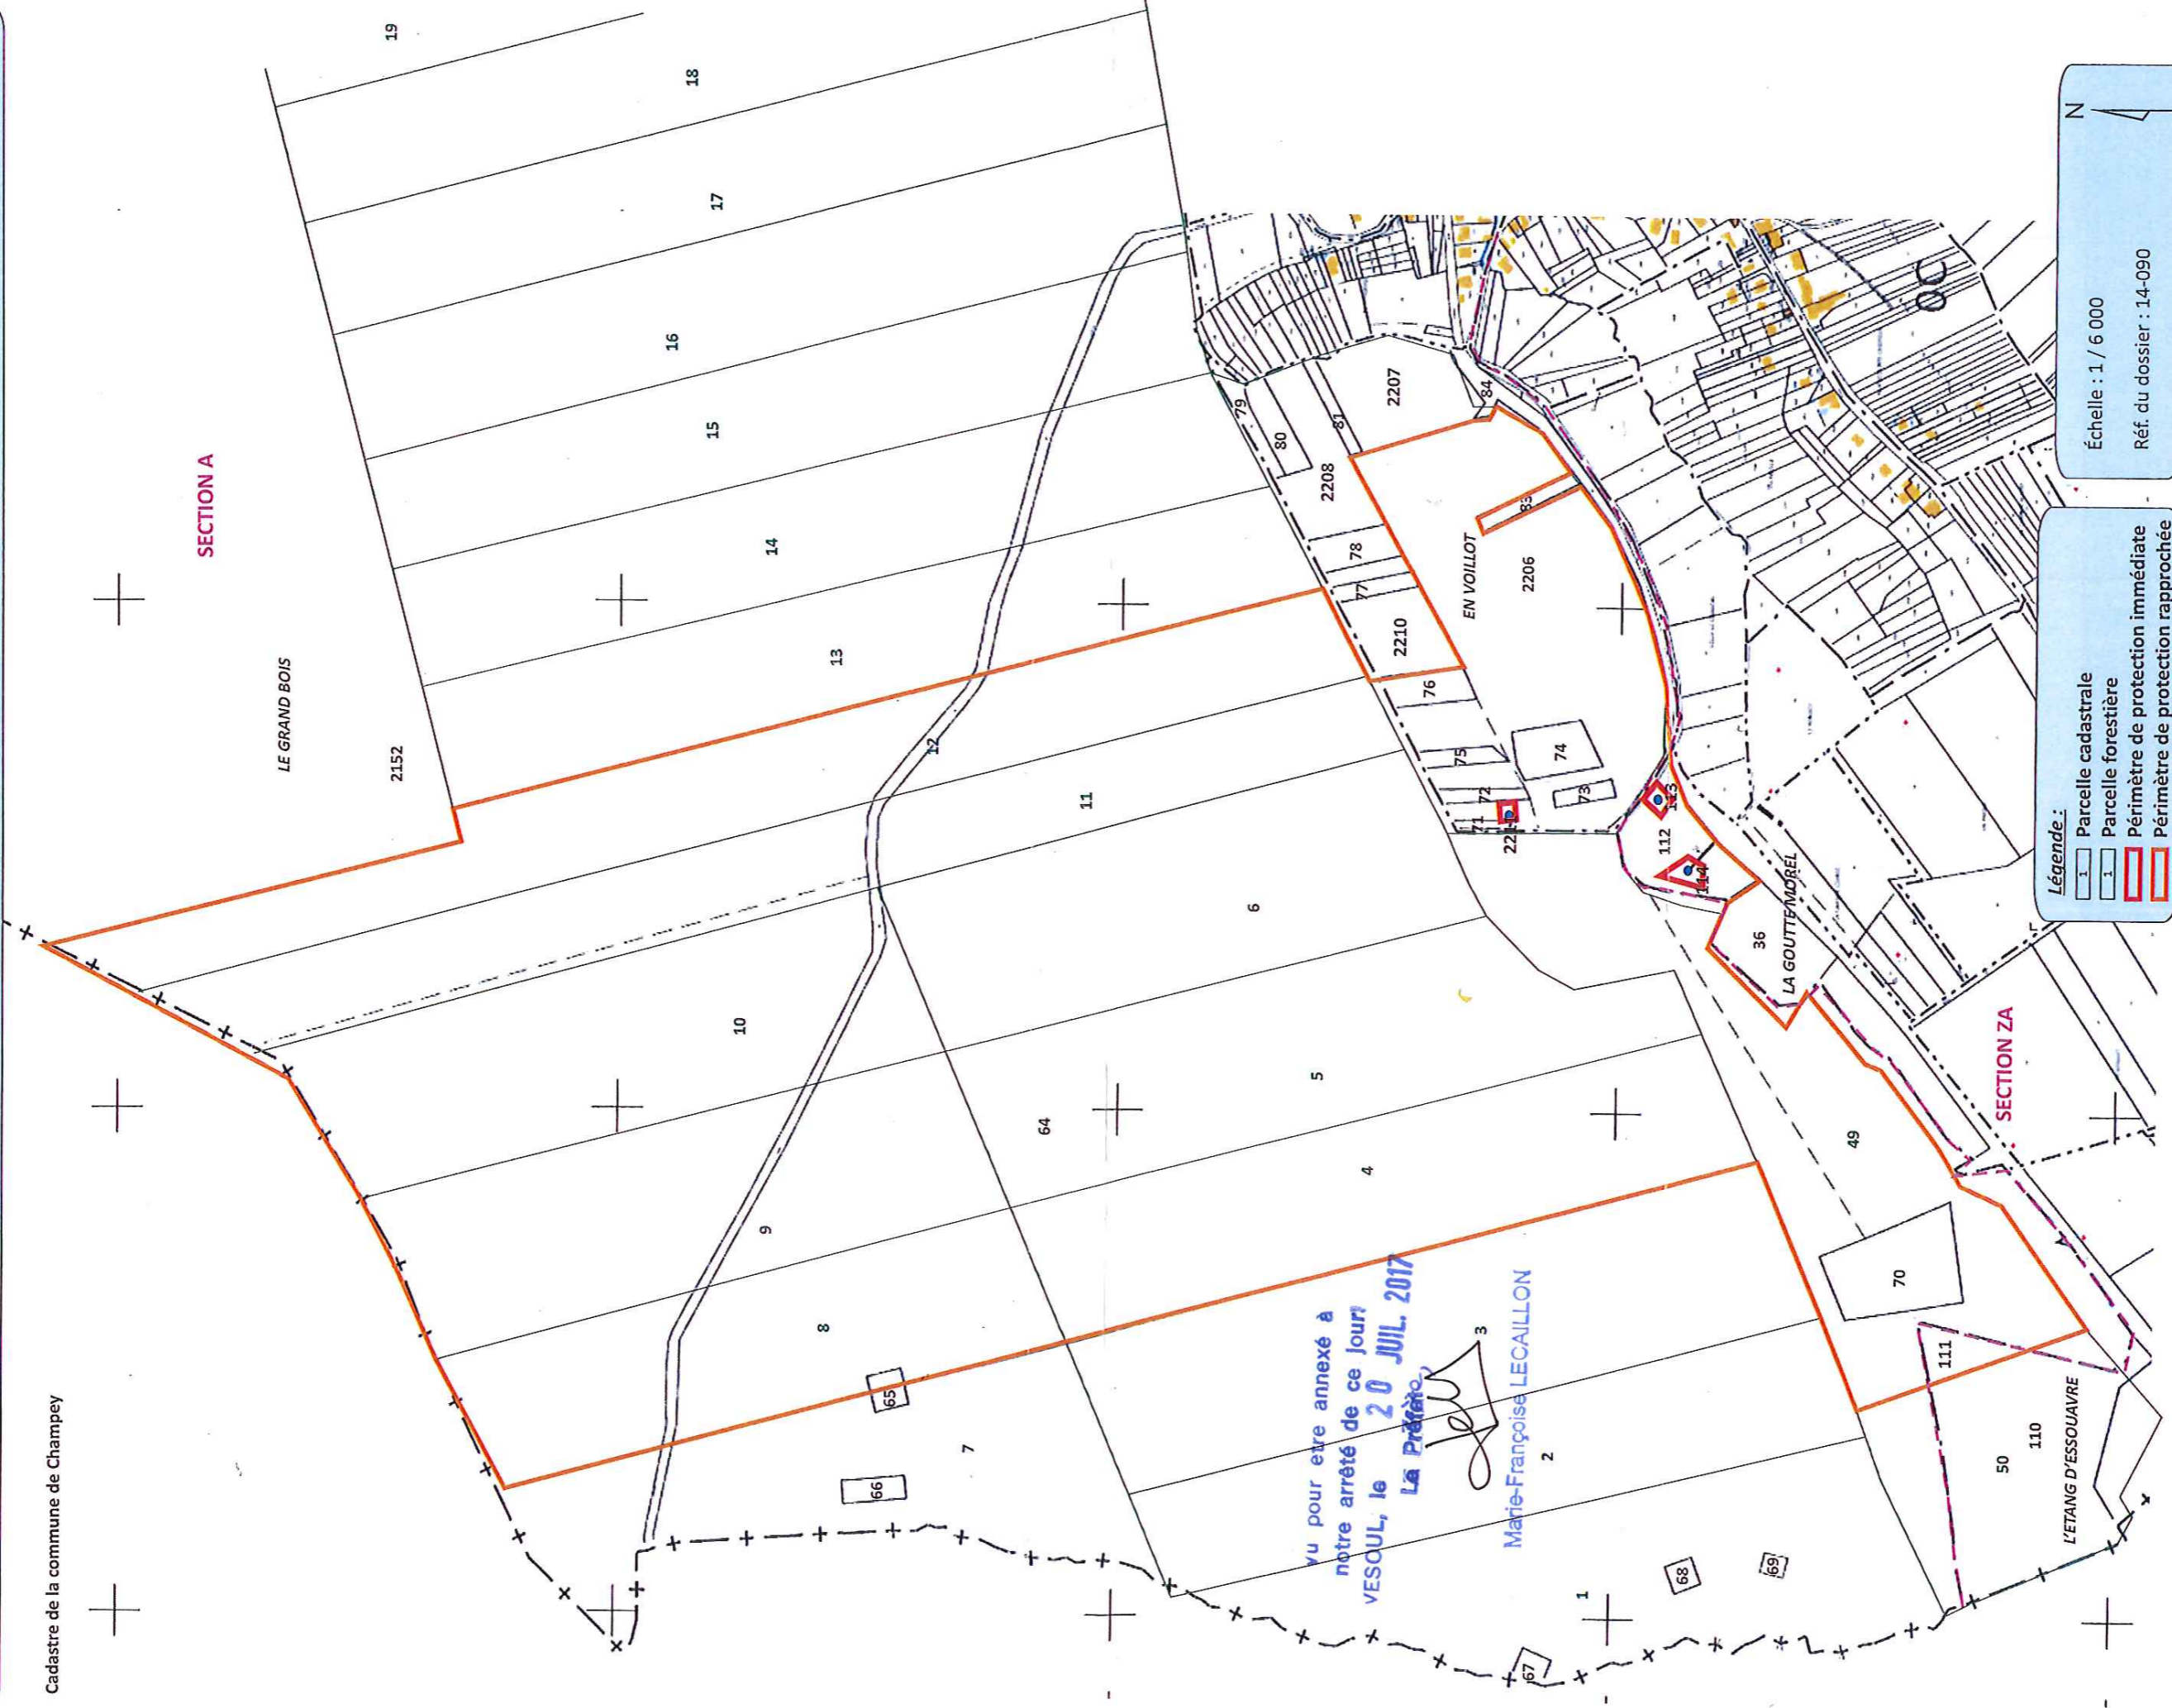 Cadastre de la commune de Champey
SECTION A
LE GRAND BOIS
2152
19
18
17
16
15
14
13
12
11
10
9
8
7
64
6
5
4
3
2
1
65
66
67
68
69
79
80
81
2207
84
2208
78
77
2210
76
83
EN VOILLOT
2206
75
74
73
72
71
113
112
114
36
LA GOUTTE MOREL
SECTION ZA
49
70
111
50
110
L'ETANG D'ESSOUAVRE
OC
vu pour etre annexé à
notre arrêté de ce jour
VESOUL, le 20 JUIL. 2017
La Préfète,
Marie-Françoise LECAILLON
Légende :
1 Parcelle cadastrale
1 Parcelle forestière
Périmètre de protection immédiate
Périmètre de protection rapprochée
N
Échelle : 1 / 6 000
Réf. du dossier : 14-090